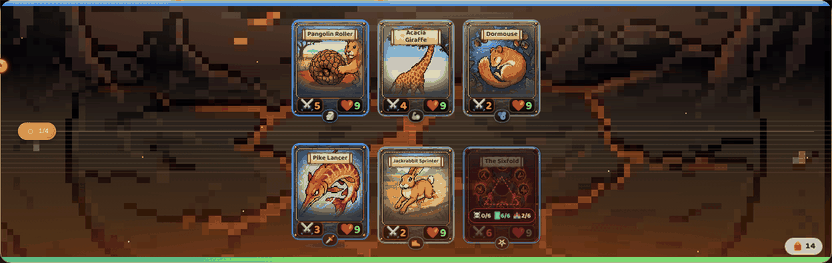 Pangolin Roller
5
9
Acacia
Giraffe
4
9
Dormouse
2
9
1/4
Pike Lancer
3
9
Jackrabbit Sprinter
2
9
The Sixfold
0/6
6/6
2/6
6
9
14